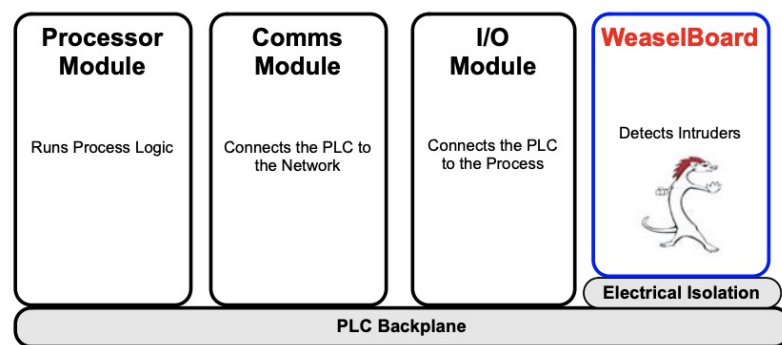 Processor
Module
Runs Process Logic
Comms
Module
Connects the PLC to
the Network
I/O
Module
Connects the PLC
to the Process
WeaselBoard
Detects Intruders
Electrical Isolation
PLC Backplane